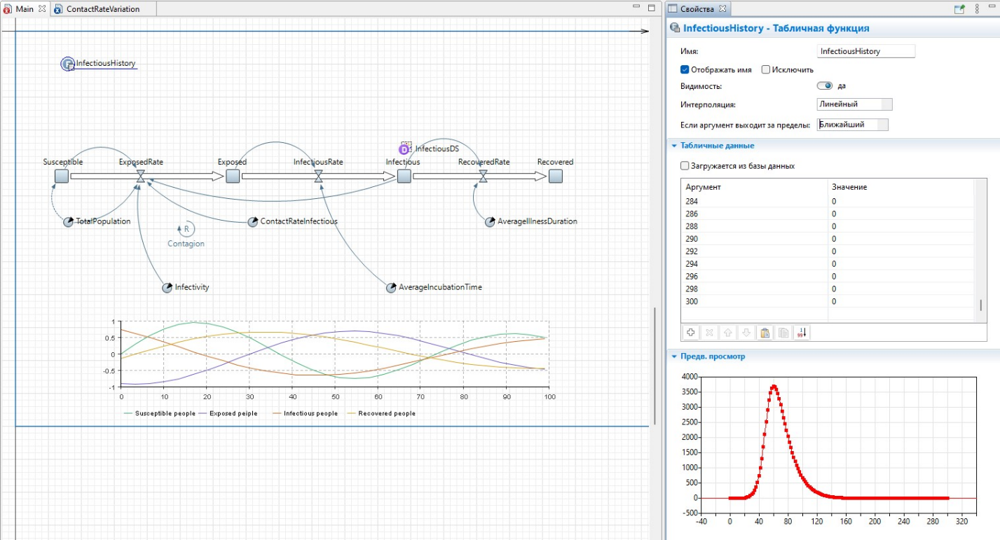 Main
ContactRateVariation
InfectiousHistory
InfectiousDS
Susceptible
ExposedRate
Exposed
InfectiousRate
Infectious
RecoveredRate
Recovered
TotalPopulation
ContactRateInfectious
AverageIllnessDuration
R
Contagion
Infectivity
AverageIncubationTime
1
0.5
0
-0.5
-1
0 10 20 30 40 50 60 70 80 90 100
Susceptible people Exposed peiple Infectious people Recovered people
Свойства
InfectiousHistory - Табличная функция
Имя: InfectiousHistory
Отображать имя Исключить
Видимость: да
Интерполяция: Линейный
Если аргумент выходит за пределы: Ближайший
Табличные данные
Загружается из базы данных
Аргумент Значение
284 0
286 0
288 0
290 0
292 0
294 0
296 0
298 0
300 0
Предв. просмотр
4000
3500
3000
2500
2000
1500
1000
500
0
-500
-40 0 40 80 120 160 200 240 280 320